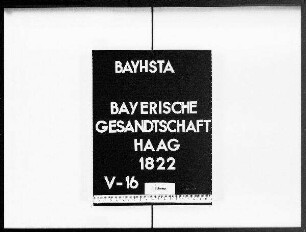 BAYHSTA
BAYERISCHE
GESANDTSCHAFT
HAAG
1822
V-16